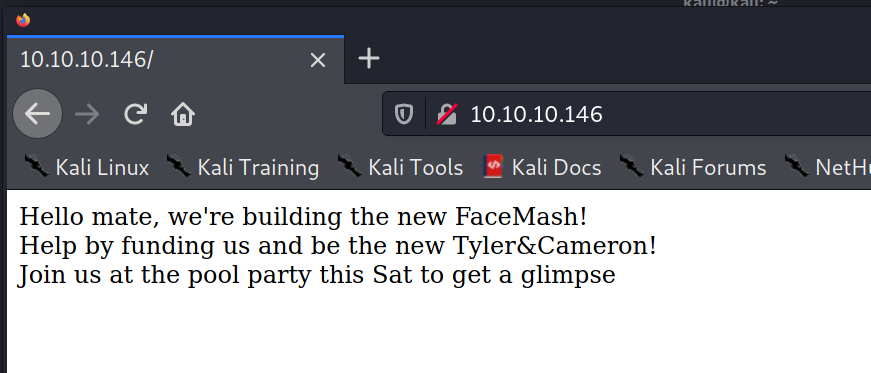 10.10.10.146/
10.10.10.146
Kali Linux Kali Training Kali Tools Kali Docs Kali Forums NetHu
Hello mate, we're building the new FaceMash!
Help by funding us and be the new Tyler&Cameron!
Join us at the pool party this Sat to get a glimpse